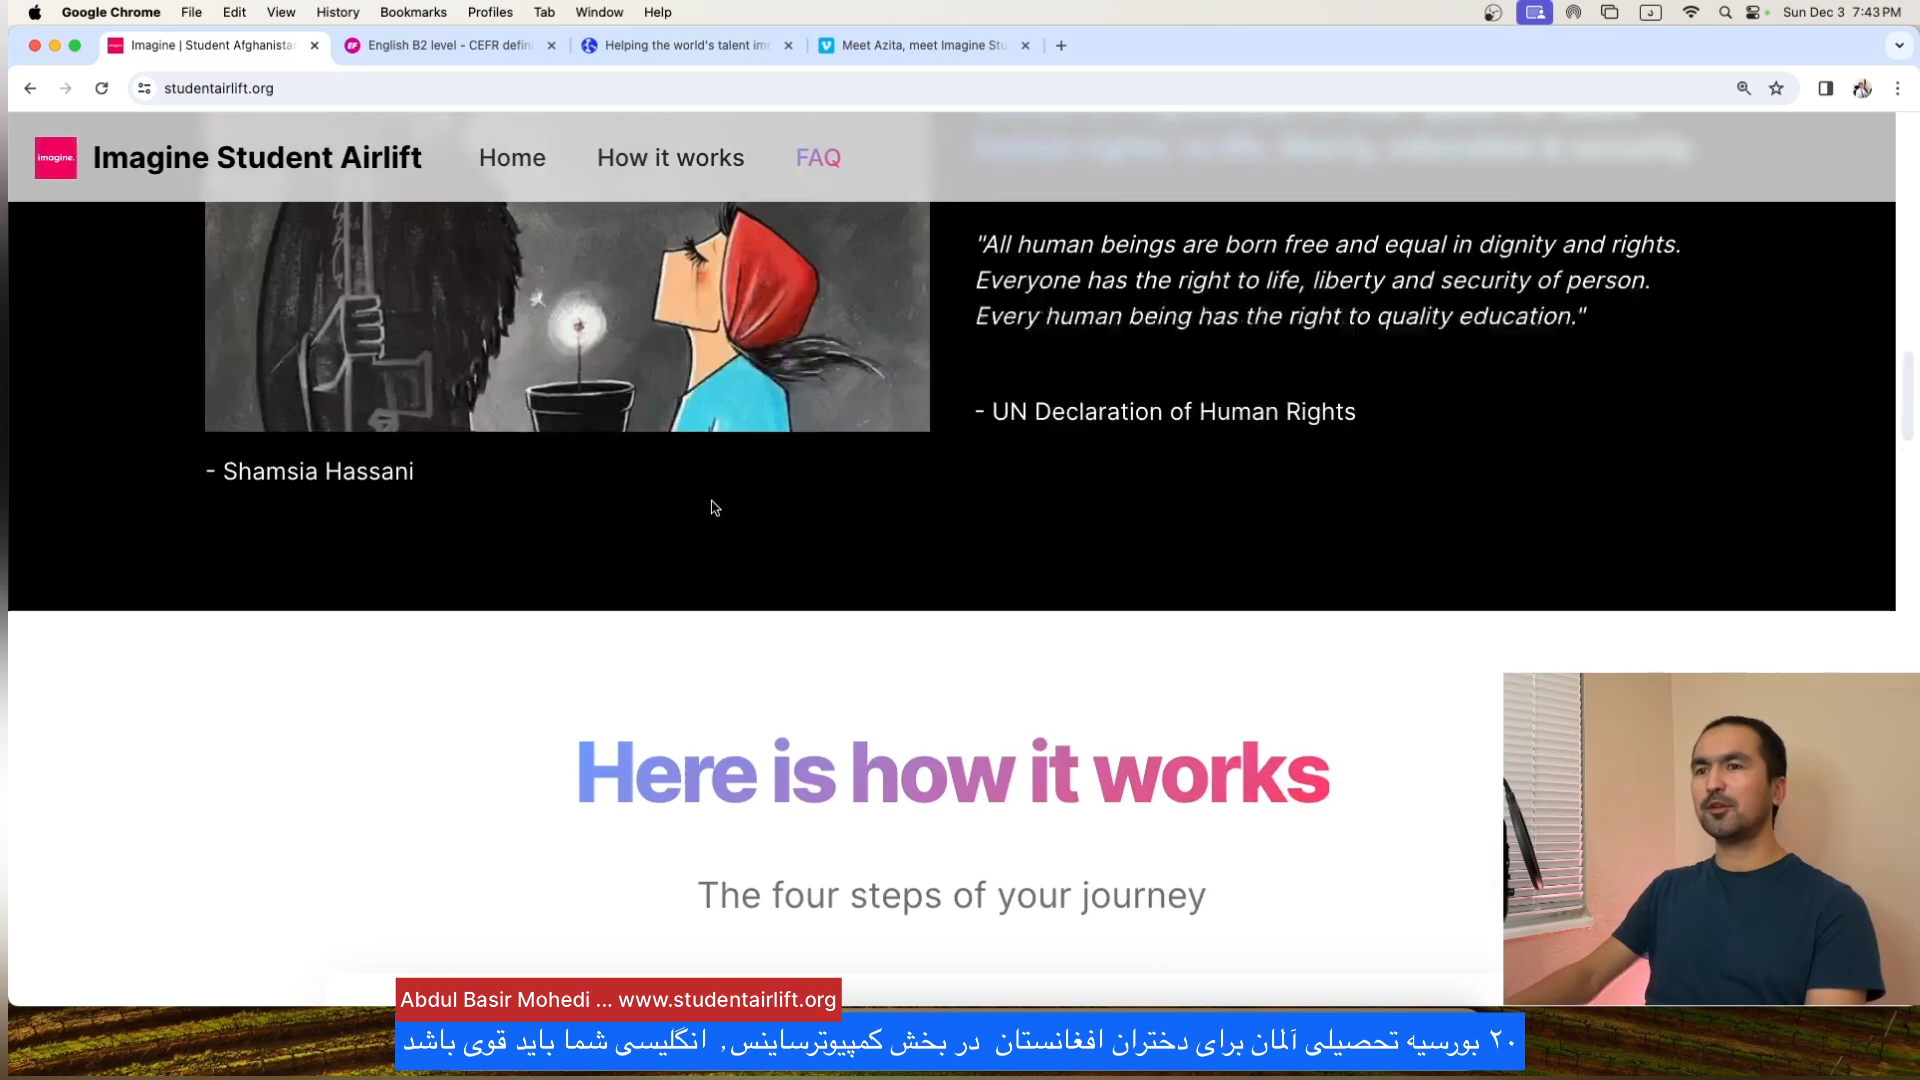 Google Chrome File Edit View History Bookmarks Profiles Tab Window Help Sun Dec 3 7:43 PM
Imagine | Student Afghanistan English B2 level - CEFR defin Helping the world's talent imm Meet Azita, meet Imagine Stu
studentairlift.org
imagine. Imagine Student Airlift Home How it works FAQ
"All human beings are born free and equal in dignity and rights.
Everyone has the right to life, liberty and security of person.
Every human being has the right to quality education."
- UN Declaration of Human Rights
- Shamsia Hassani
Here is how it works
The four steps of your journey
Abdul Basir Mohedi ... www.studentairlift.org
۲۰ بورسیه تحصیلی آلمان برای دختران افغانستان در بخش کمپیوترساینس, انگلیسی شما باید قوی باشد